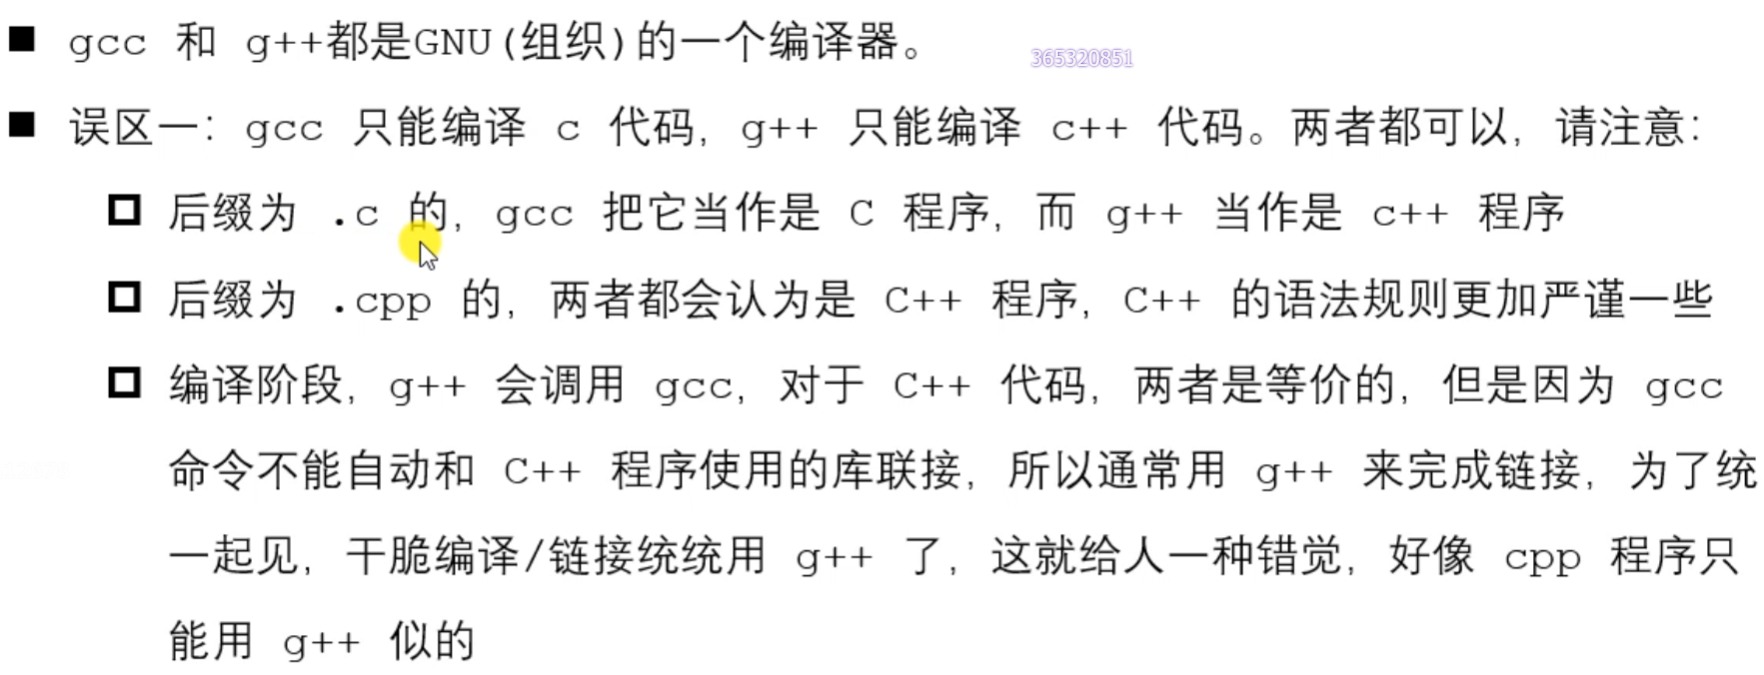 gcc 和 g++都是GNU(组织)的一个编译器。
365320851
误区一：gcc 只能编译 c 代码，g++ 只能编译 c++ 代码。两者都可以，请注意：
后缀为 .c 的，gcc 把它当作是 C 程序，而 g++ 当作是 c++ 程序
后缀为 .cpp 的，两者都会认为是 C++ 程序，C++ 的语法规则更加严谨一些
编译阶段，g++ 会调用 gcc，对于 C++ 代码，两者是等价的，但是因为 gcc
命令不能自动和 C++ 程序使用的库联接，所以通常用 g++ 来完成链接，为了统
一起见，干脆编译/链接统统用 g++ 了，这就给人一种错觉，好像 cpp 程序只
能用 g++ 似的